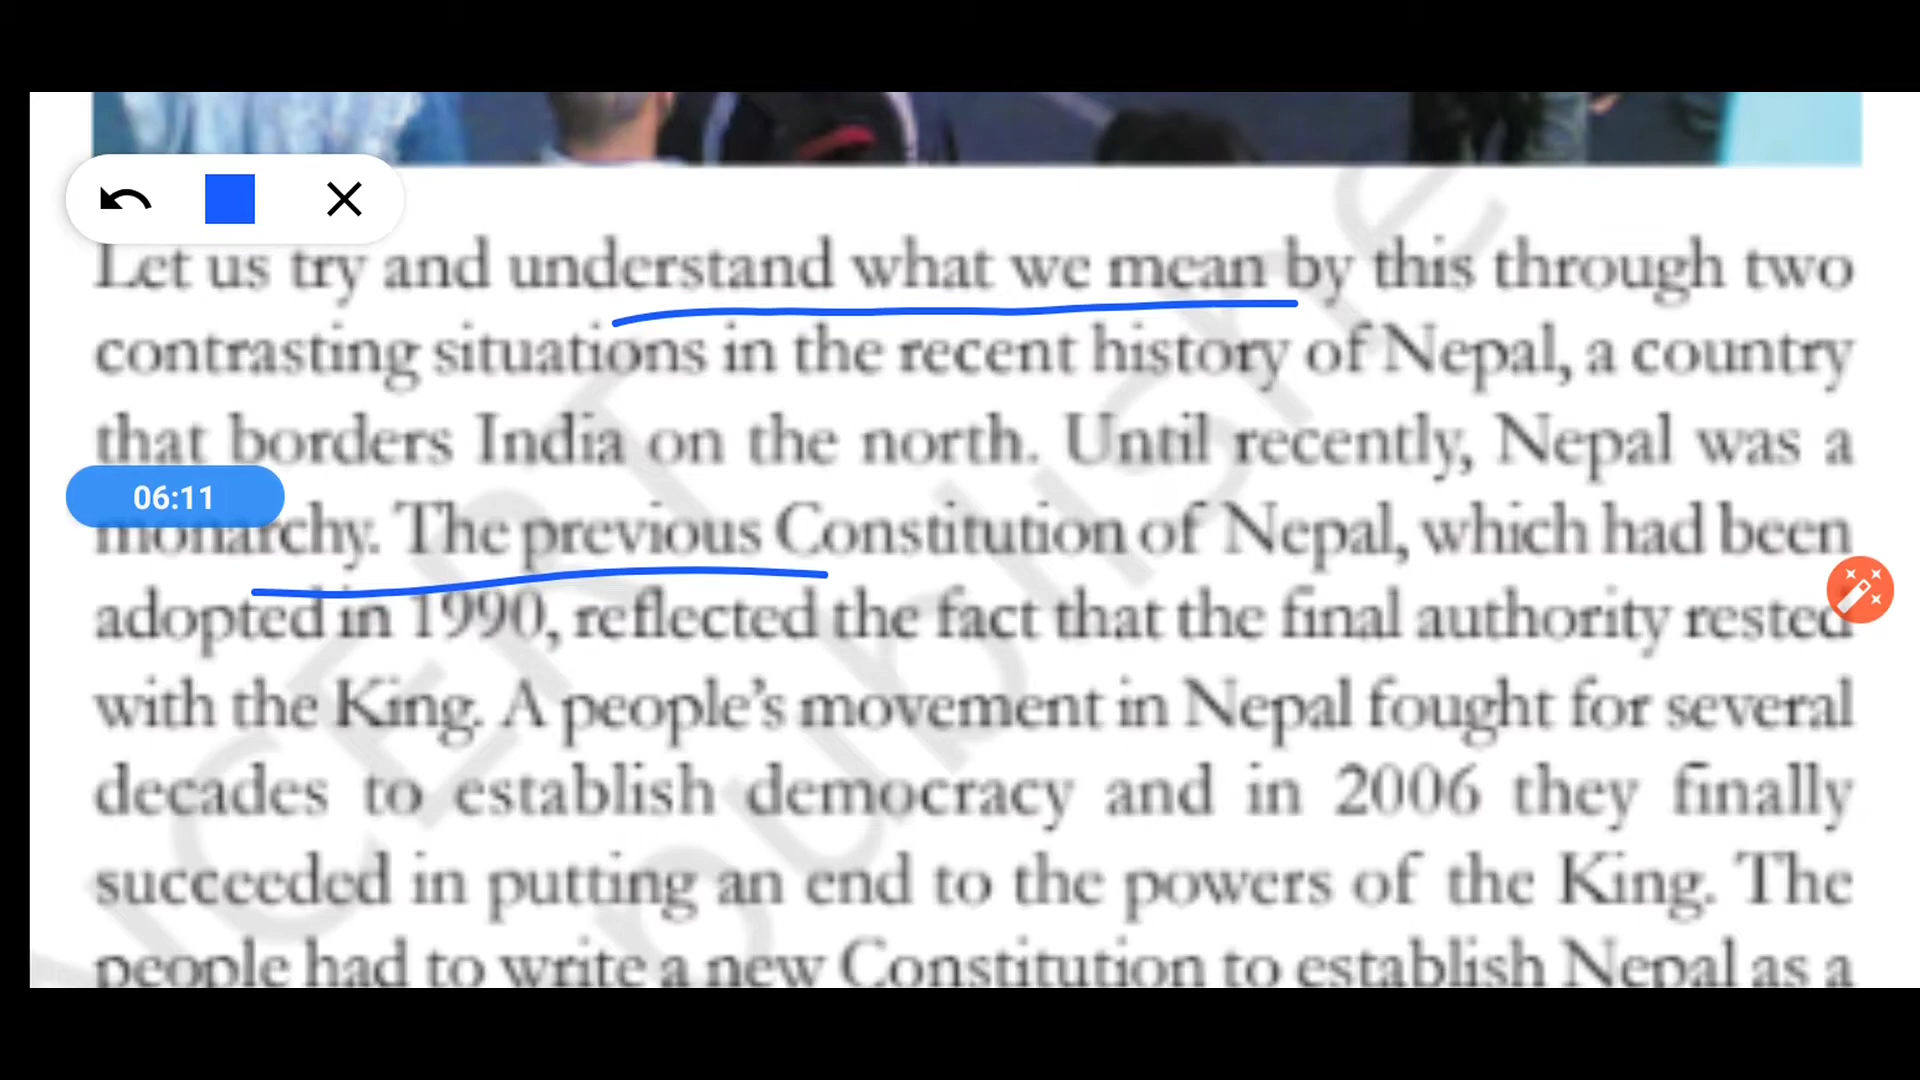 Let us try and understand what we mean by this through two
contrasting situations in the recent history of Nepal, a country
that borders India on the north. Until recently, Nepal was a
06:11
monarchy. The previous Constitution of Nepal, which had been
adopted in 1990, reflected the fact that the final authority rested
with the King. A people's movement in Nepal fought for several
decades to establish democracy and in 2006 they finally
succeeded in putting an end to the powers of the King. The
people had to write a new Constitution to establish Nepal as a